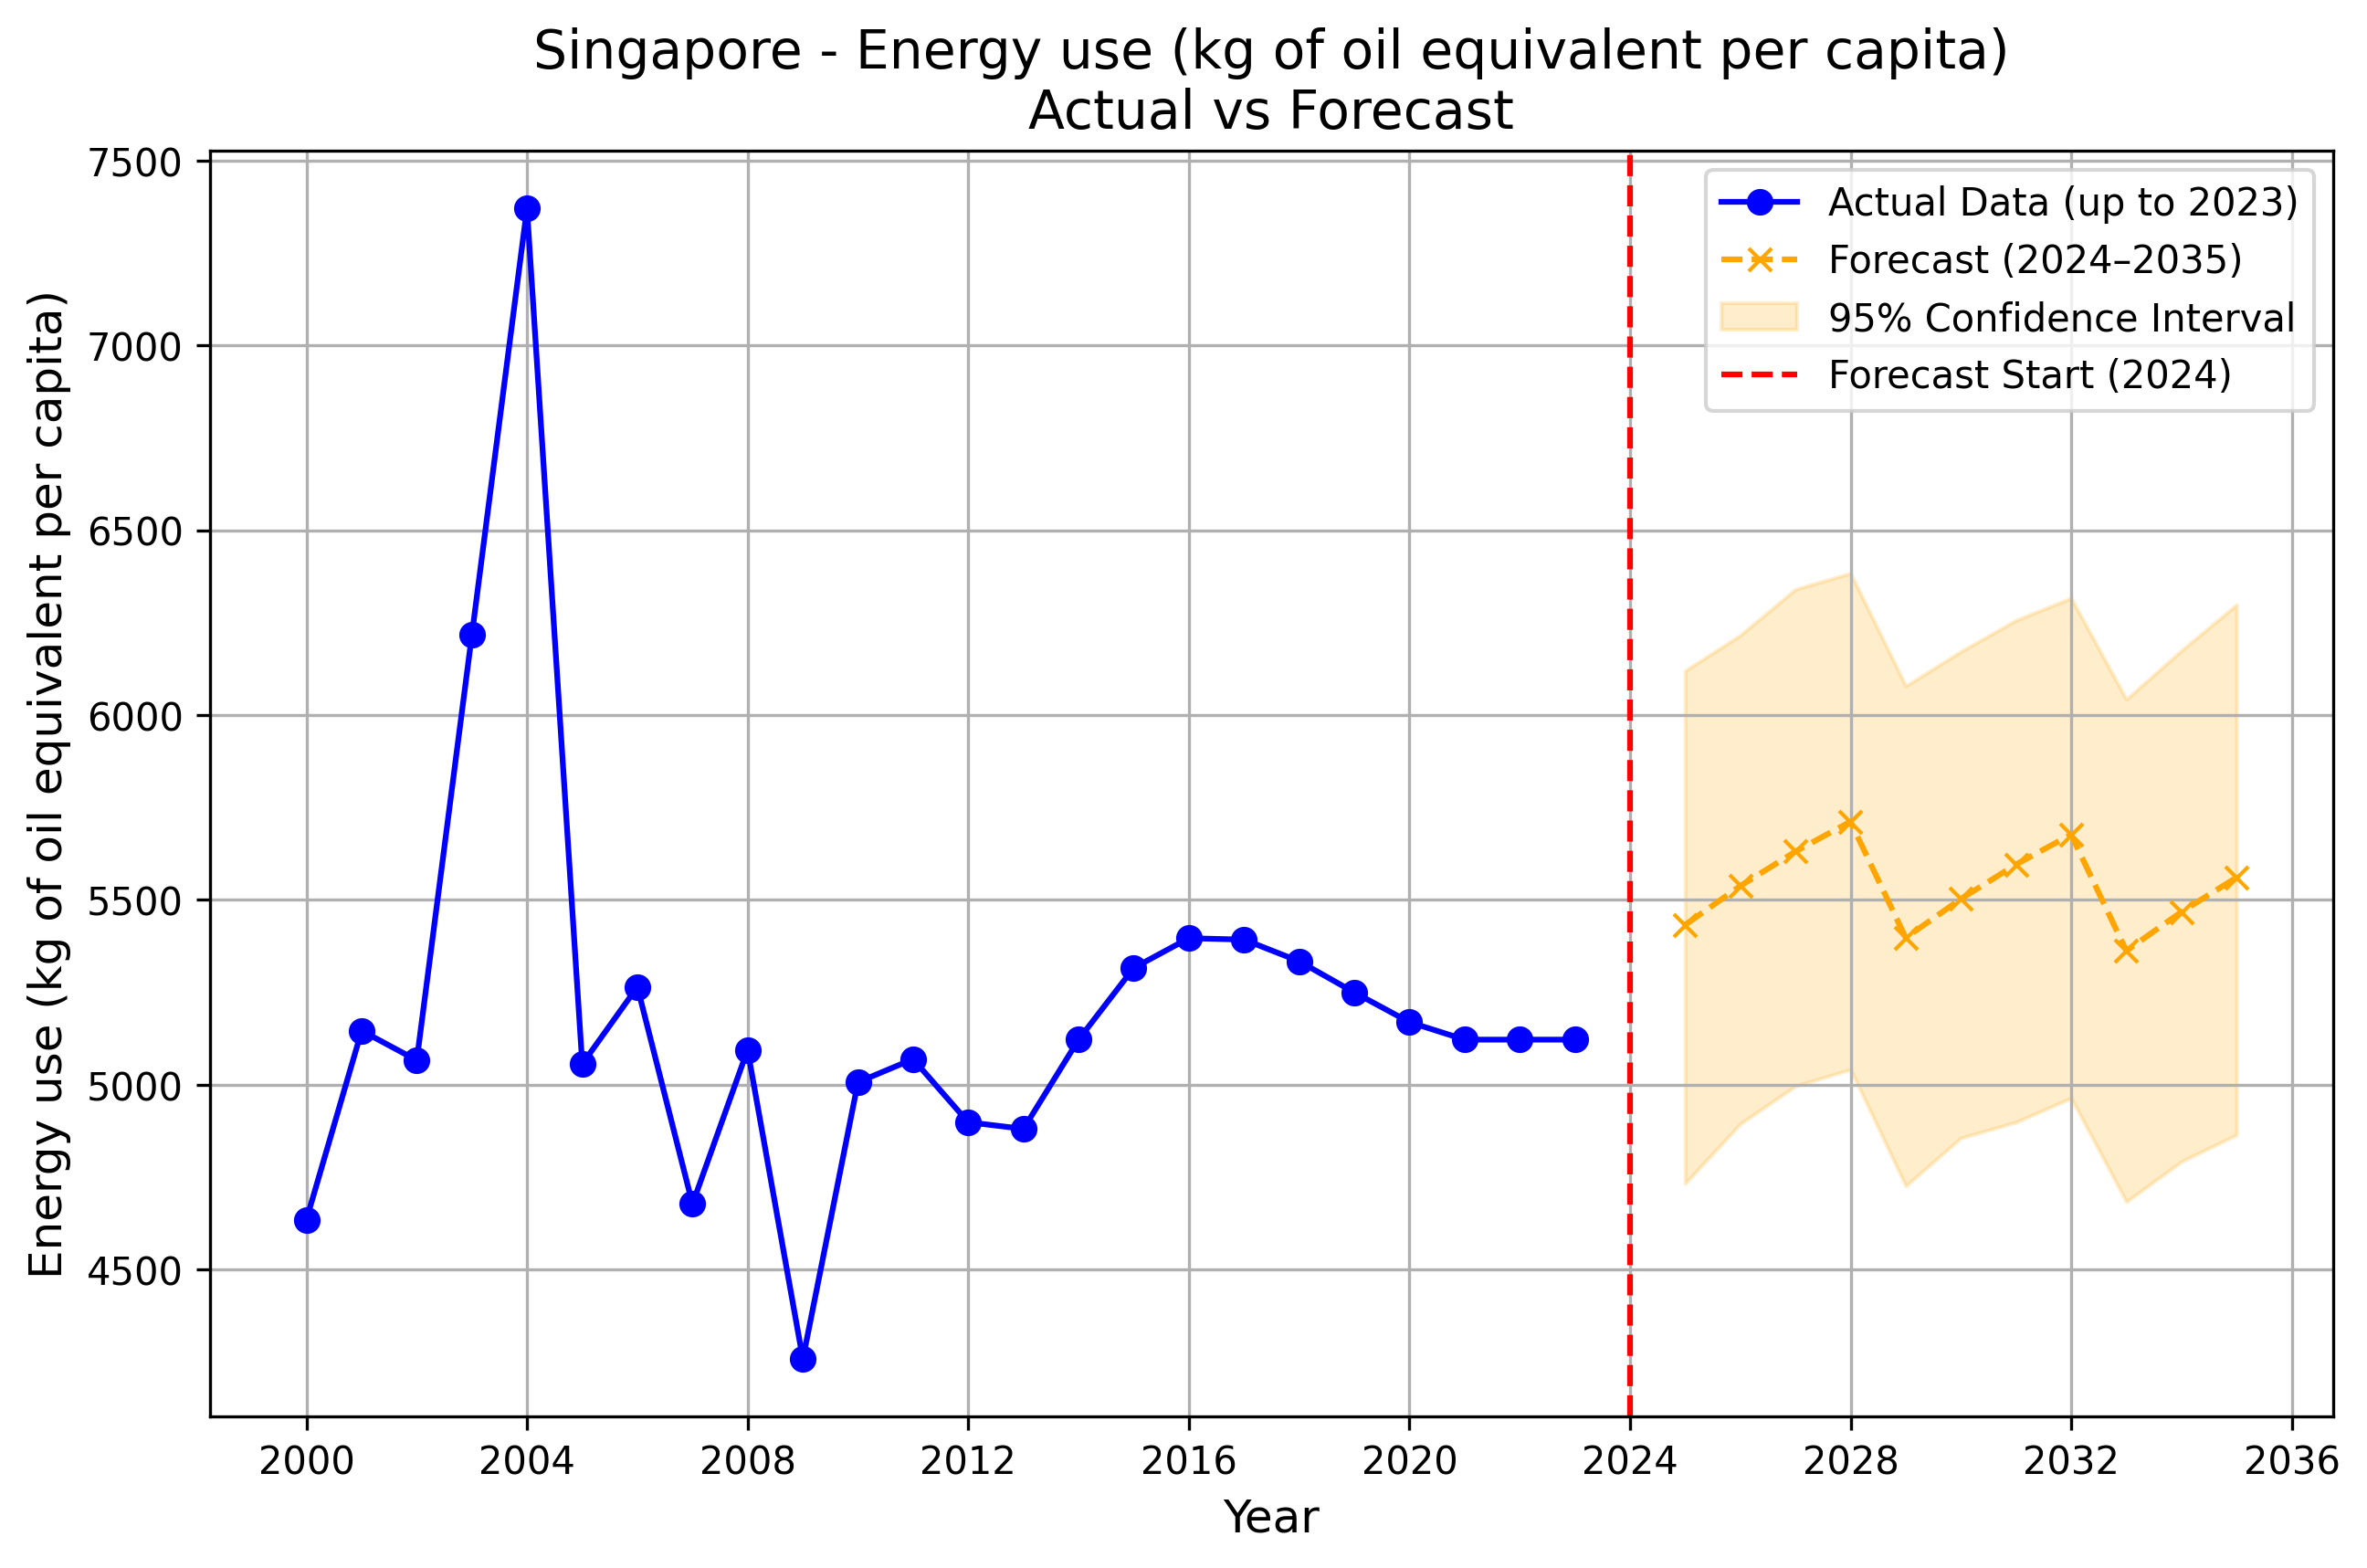 Singapore - Energy use (kg of oil equivalent per capita)
Actual vs Forecast
Energy use (kg of oil equivalent per capita)
7500
7000
6500
6000
5500
5000
4500
Actual Data (up to 2023)
Forecast (2024–2035)
95% Confidence Interval
Forecast Start (2024)
2000 2004 2008 2012 2016 2020 2024 2028 2032 2036
Year